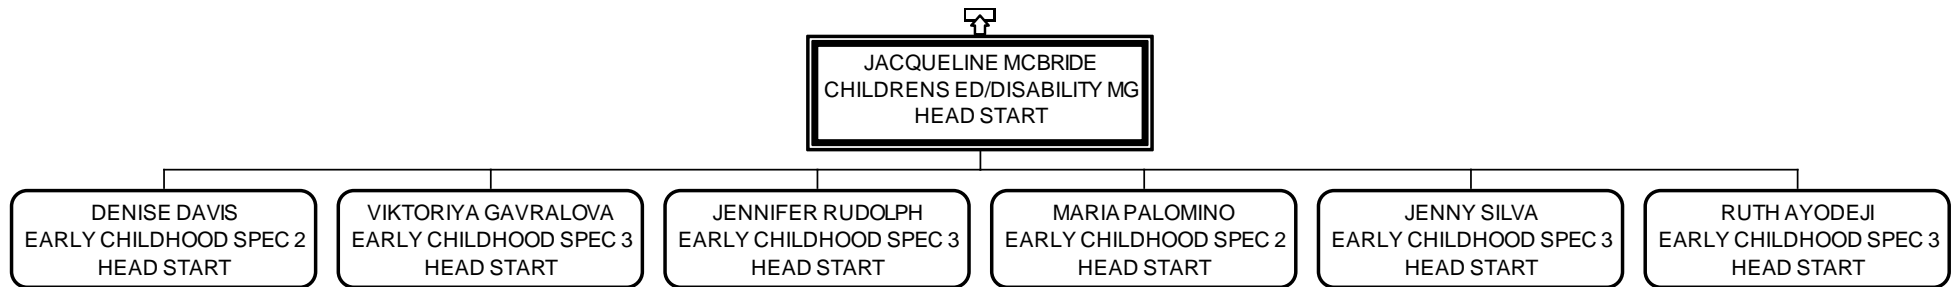 JACQUELINE MCBRIDE
CHILDRENS ED/DISABILITY MG
HEAD START
DENISE DAVIS
EARLY CHILDHOOD SPEC 2
HEAD START
VIKTORIYA GAVRALOVA
EARLY CHILDHOOD SPEC 3
HEAD START
JENNIFER RUDOLPH
EARLY CHILDHOOD SPEC 3
HEAD START
MARIA PALOMINO
EARLY CHILDHOOD SPEC 2
HEAD START
JENNY SILVA
EARLY CHILDHOOD SPEC 3
HEAD START
RUTH AYODEJI
EARLY CHILDHOOD SPEC 3
HEAD START